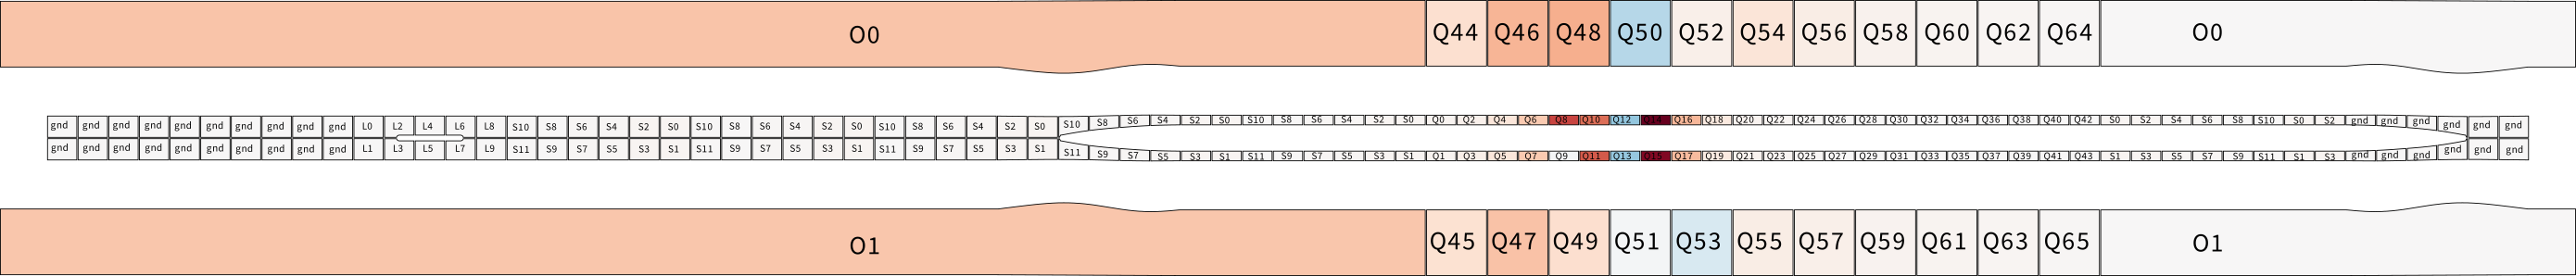 O0 Q44 Q46 Q48 Q50 Q52 Q54 Q56 Q58 Q60 Q62 Q64 O0
gnd gnd gnd gnd gnd gnd gnd gnd gnd gnd L0 L2 L4 L6 L8 S10 S8 S6 S4 S2 S0 S10 S8 S6 S4 S2 S0 S10 S8 S6 S4 S2 S0 S10 S8 S6 S4 S2 S0 S10 S8 S6 S4 S2 S0 Q0 Q2 Q4 Q6 Q8 Q10 Q12 Q14 Q16 Q18 Q20 Q22 Q24 Q26 Q28 Q30 Q32 Q34 Q36 Q38 Q40 Q42 S0 S2 S4 S6 S8 S10 S0 S2 gnd gnd gnd gnd gnd gnd
gnd gnd gnd gnd gnd gnd gnd gnd gnd gnd L1 L3 L5 L7 L9 S11 S9 S7 S5 S3 S1 S11 S9 S7 S5 S3 S1 S11 S9 S7 S5 S3 S1 S11 S9 S7 S5 S3 S1 S11 S9 S7 S5 S3 S1 Q1 Q3 Q5 Q7 Q9 Q11 Q13 Q15 Q17 Q19 Q21 Q23 Q25 Q27 Q29 Q31 Q33 Q35 Q37 Q39 Q41 Q43 S1 S3 S5 S7 S9 S11 S1 S3 gnd gnd gnd gnd gnd gnd
O1 Q45 Q47 Q49 Q51 Q53 Q55 Q57 Q59 Q61 Q63 Q65 O1